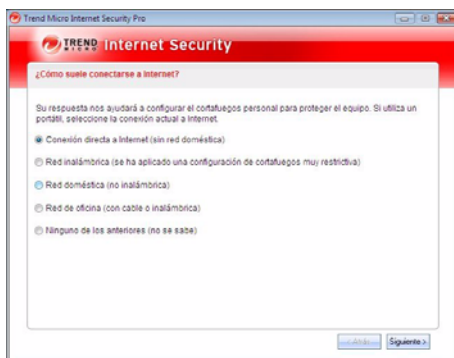 Trend Micro Internet Security Pro
TREND MICRO Internet Security
¿Cómo suele conectarse a Internet?
Su respuesta nos ayudará a configurar el cortafuegos personal para proteger el equipo. Si utiliza un
portátil, seleccione la conexión actual a Internet.
Conexión directa a Internet (sin red doméstica)
Red inalámbrica (se ha aplicado una configuración de cortafuegos muy restrictiva)
Red doméstica (no inalámbrica)
Red de oficina (con cable o inalámbrica)
Ninguno de los anteriores (no se sabe)
< Atrás Siguiente >